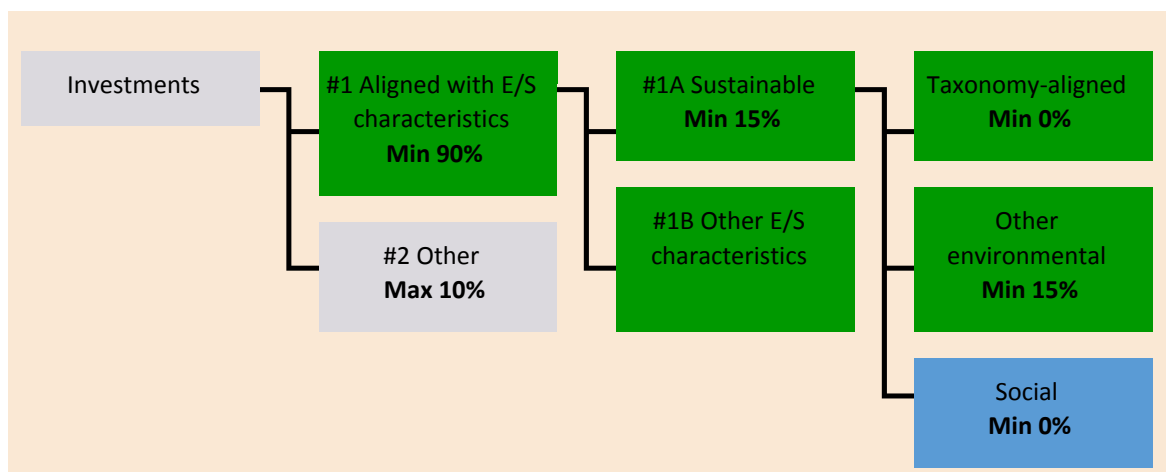 Investments
#1 Aligned with E/S
characteristics
Min 90%
#2 Other
Max 10%
#1A Sustainable
Min 15%
#1B Other E/S
characteristics
Taxonomy-aligned
Min 0%
Other
environmental
Min 15%
Social
Min 0%